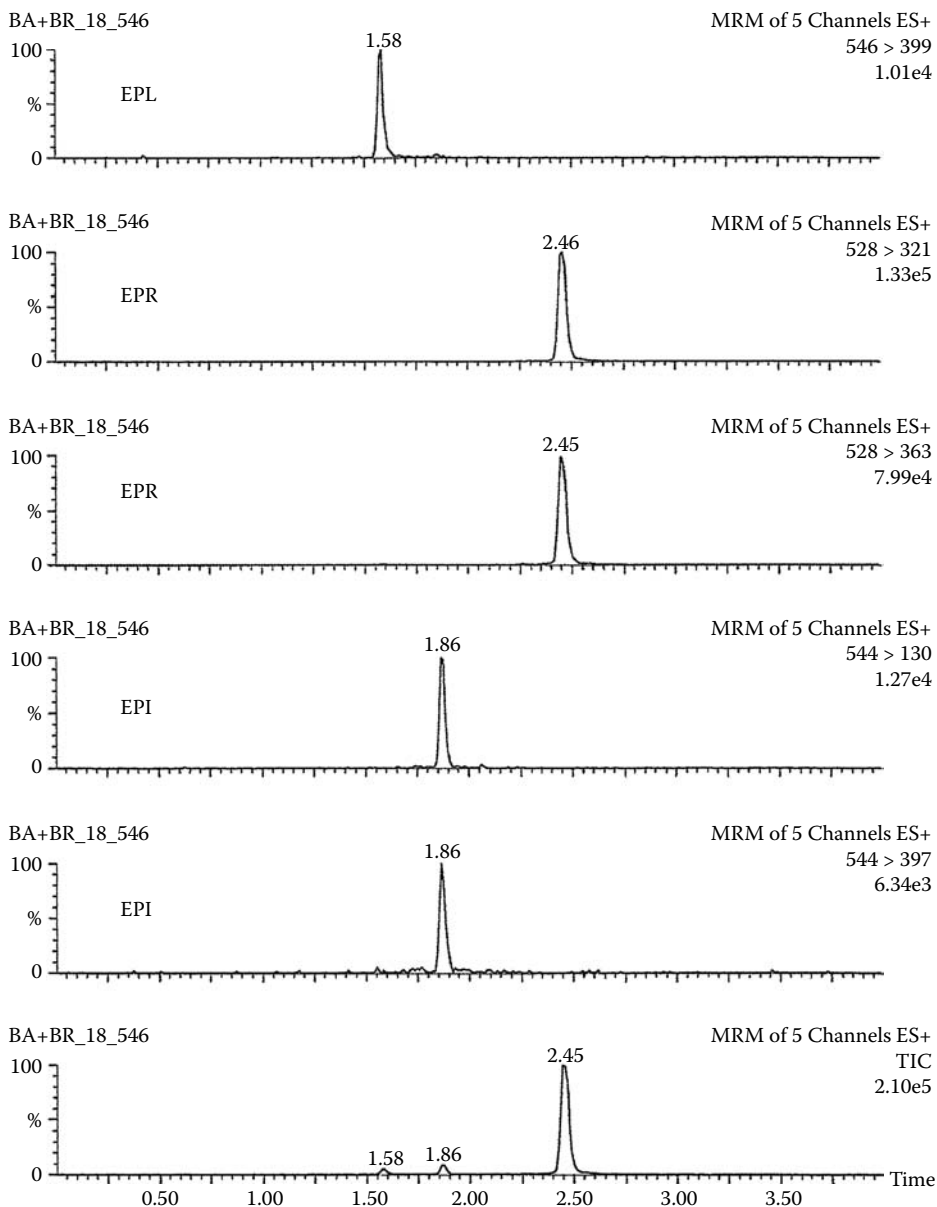 BA+BR_18_546 MRM of 5 Channels ES+
100 1.58 546 > 399
1.01e4
% EPL
0
BA+BR_18_546 MRM of 5 Channels ES+
100 2.46 528 > 321
1.33e5
% EPR
0
BA+BR_18_546 MRM of 5 Channels ES+
100 2.45 528 > 363
7.99e4
% EPR
0
BA+BR_18_546 MRM of 5 Channels ES+
100 1.86 544 > 130
1.27e4
% EPI
0
BA+BR_18_546 MRM of 5 Channels ES+
100 1.86 544 > 397
6.34e3
% EPI
0
BA+BR_18_546 MRM of 5 Channels ES+
100 2.45 TIC
2.10e5
%
1.58 1.86
0 Time
0.50 1.00 1.50 2.00 2.50 3.00 3.50